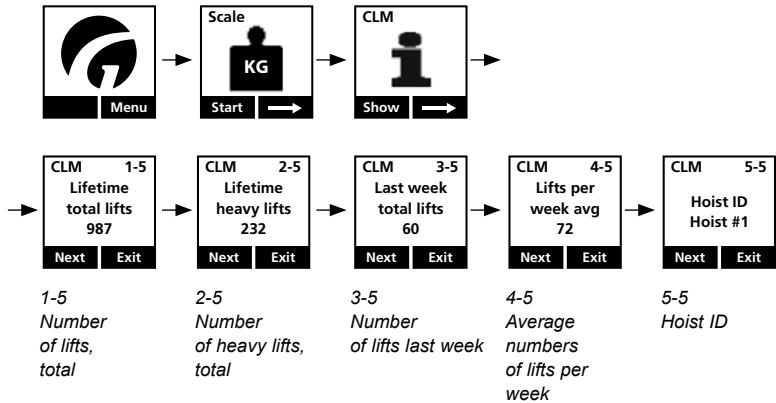 Menu
Scale
KG
Start
CLM
Show
CLM 1-5
Lifetime
total lifts
987
Next Exit
CLM 2-5
Lifetime
heavy lifts
232
Next Exit
CLM 3-5
Last week
total lifts
60
Next Exit
CLM 4-5
Lifts per
week avg
72
Next Exit
CLM 5-5
Hoist ID
Hoist #1
Next Exit
1-5
Number
of lifts,
total
2-5
Number
of heavy lifts,
total
3-5
Number
of lifts last week
4-5
Average
numbers
of lifts per
week
5-5
Hoist ID